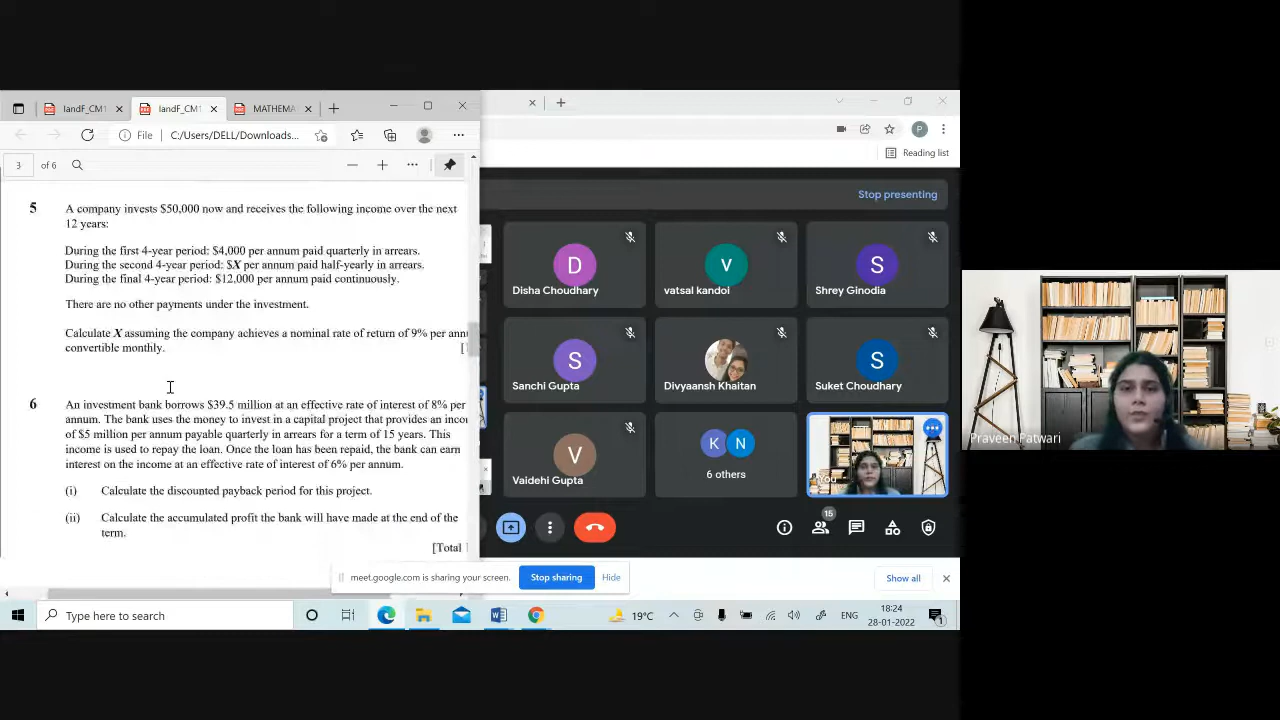 IandF_CM1
IandF_CM1
MATHEMA
File
C:/Users/DELL/Downloads...
P
Reading list
3
of 6
Stop presenting
5
A company invests $50,000 now and receives the following income over the next
12 years:
During the first 4-year period: $4,000 per annum paid quarterly in arrears.
During the second 4-year period: $X per annum paid half-yearly in arrears.
During the final 4-year period: $12,000 per annum paid continuously.
There are no other payments under the investment.
Calculate X assuming the company achieves a nominal rate of return of 9% per annu
convertible monthly.
6
An investment bank borrows $39.5 million at an effective rate of interest of 8% per
annum. The bank uses the money to invest in a capital project that provides an incom
of $5 million per annum payable quarterly in arrears for a term of 15 years. This
income is used to repay the loan. Once the loan has been repaid, the bank can earn
interest on the income at an effective rate of interest of 6% per annum.
(i) Calculate the discounted payback period for this project.
(ii) Calculate the accumulated profit the bank will have made at the end of the
term.
[Total
D
Disha Choudhary
V
vatsal kandoi
S
Shrey Ginodia
S
Sanchi Gupta
Divyaansh Khaitan
S
Suket Choudhary
V
Vaidehi Gupta
K
N
6 others
You
15
Praveen Patwari
meet.google.com is sharing your screen.
Stop sharing
Hide
Show all
Type here to search
19°C
ENG
18:24
28-01-2022